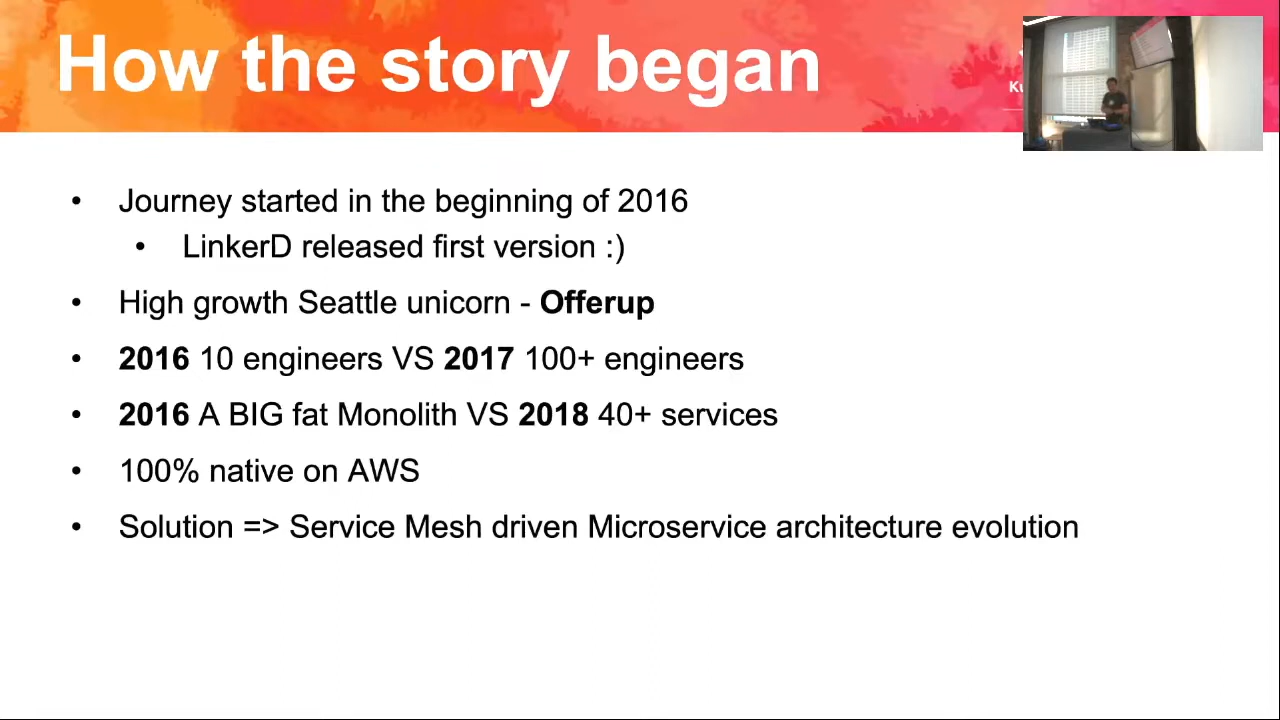 How the story began
Ku
• Journey started in the beginning of 2016
• LinkerD released first version :)
• High growth Seattle unicorn - Offerup
• 2016 10 engineers VS 2017 100+ engineers
• 2016 A BIG fat Monolith VS 2018 40+ services
• 100% native on AWS
• Solution => Service Mesh driven Microservice architecture evolution